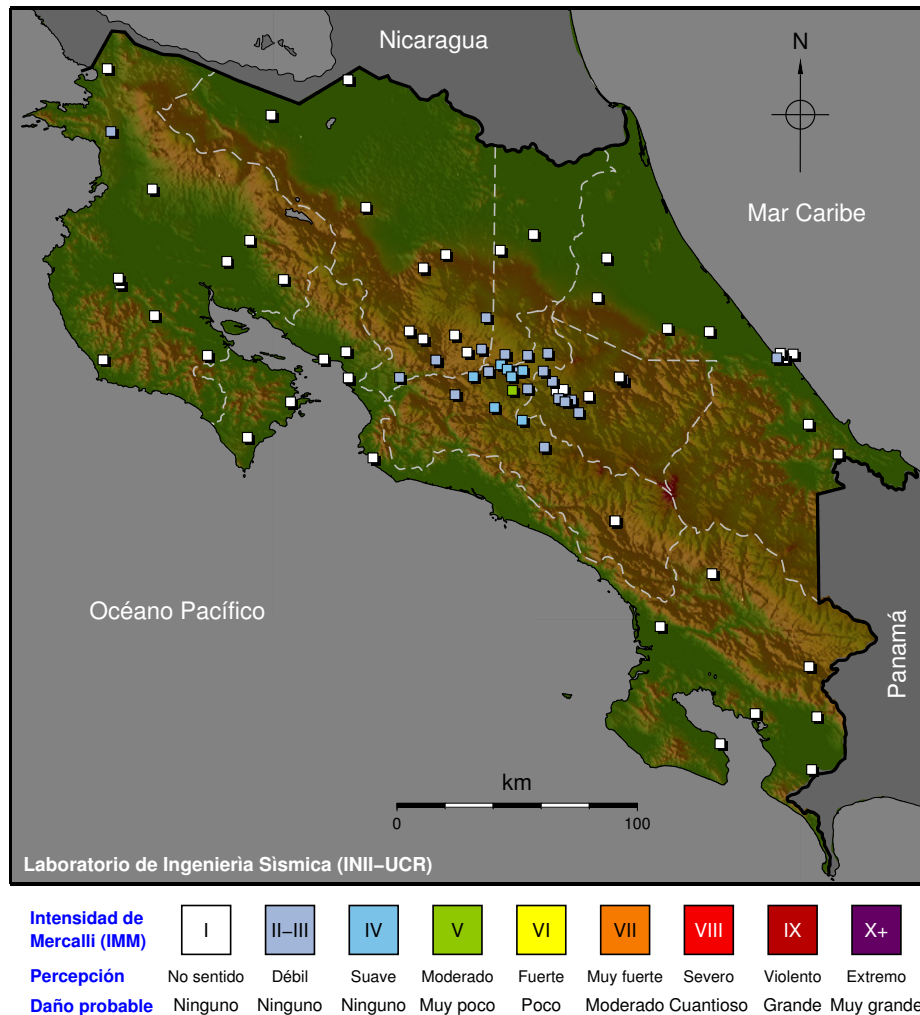 Nicaragua
N
Mar Caribe
Océano Pacífico
Panamá
km
0 100
Laboratorio de Ingenierìa Sìsmica (INII–UCR)
Intensidad de
Mercalli (IMM)
I II–III IV V VI VII VIII IX X+
Percepción No sentido Débil Suave Moderado Fuerte Muy fuerte Severo Violento Extremo
Daño probable Ninguno Ninguno Ninguno Muy poco Poco Moderado Cuantioso Grande Muy grande